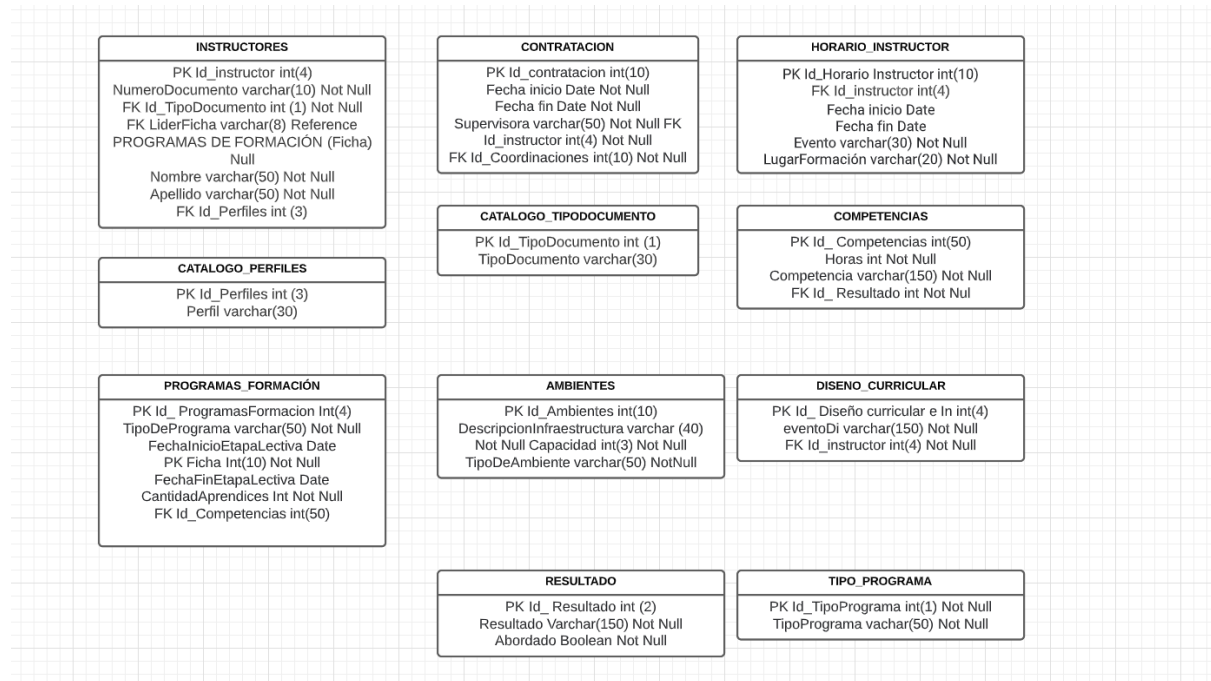 INSTRUCTORES
PK Id_instructor int(4)
NumeroDocumento varchar(10) Not Null
FK Id_TipoDocumento int (1) Not Null
FK LiderFicha varchar(8) Reference
PROGRAMAS DE FORMACIÓN (Ficha)
Null
Nombre varchar(50) Not Null
Apellido varchar(50) Not Null
FK Id_Perfiles int (3)
CONTRATACION
PK Id_contratacion int(10)
Fecha inicio Date Not Null
Fecha fin Date Not Null
Supervisora varchar(50) Not Null FK
Id_instructor int(4) Not Null
FK Id_Coordinaciones int(10) Not Null
HORARIO_INSTRUCTOR
PK Id_Horario Instructor int(10)
FK Id_instructor int(4)
Fecha inicio Date
Fecha fin Date
Evento varchar(30) Not Null
LugarFormación varchar(20) Not Null
CATALOGO_TIPODOCUMENTO
PK Id_TipoDocumento int (1)
TipoDocumento varchar(30)
COMPETENCIAS
PK Id_ Competencias int(50)
Horas int Not Null
Competencia varchar(150) Not Null
FK Id_ Resultado int Not Nul
CATALOGO_PERFILES
PK Id_Perfiles int (3)
Perfil varchar(30)
PROGRAMAS_FORMACIÓN
PK Id_ ProgramasFormacion Int(4)
TipoDePrograma varchar(50) Not Null
FechaInicioEtapaLectiva Date
PK Ficha Int(10) Not Null
FechaFinEtapaLectiva Date
CantidadAprendices Int Not Null
FK Id_Competencias int(50)
AMBIENTES
PK Id_Ambientes int(10)
DescripcionInfraestructura varchar (40)
Not Null Capacidad int(3) Not Null
TipoDeAmbiente varchar(50) NotNull
DISENO_CURRICULAR
PK Id_ Diseño curricular e In int(4)
eventoDi varchar(150) Not Null
FK Id_instructor int(4) Not Null
RESULTADO
PK Id_ Resultado int (2)
Resultado Varchar(150) Not Null
Abordado Boolean Not Null
TIPO_PROGRAMA
PK Id_TipoPrograma int(1) Not Null
TipoPrograma vachar(50) Not Null